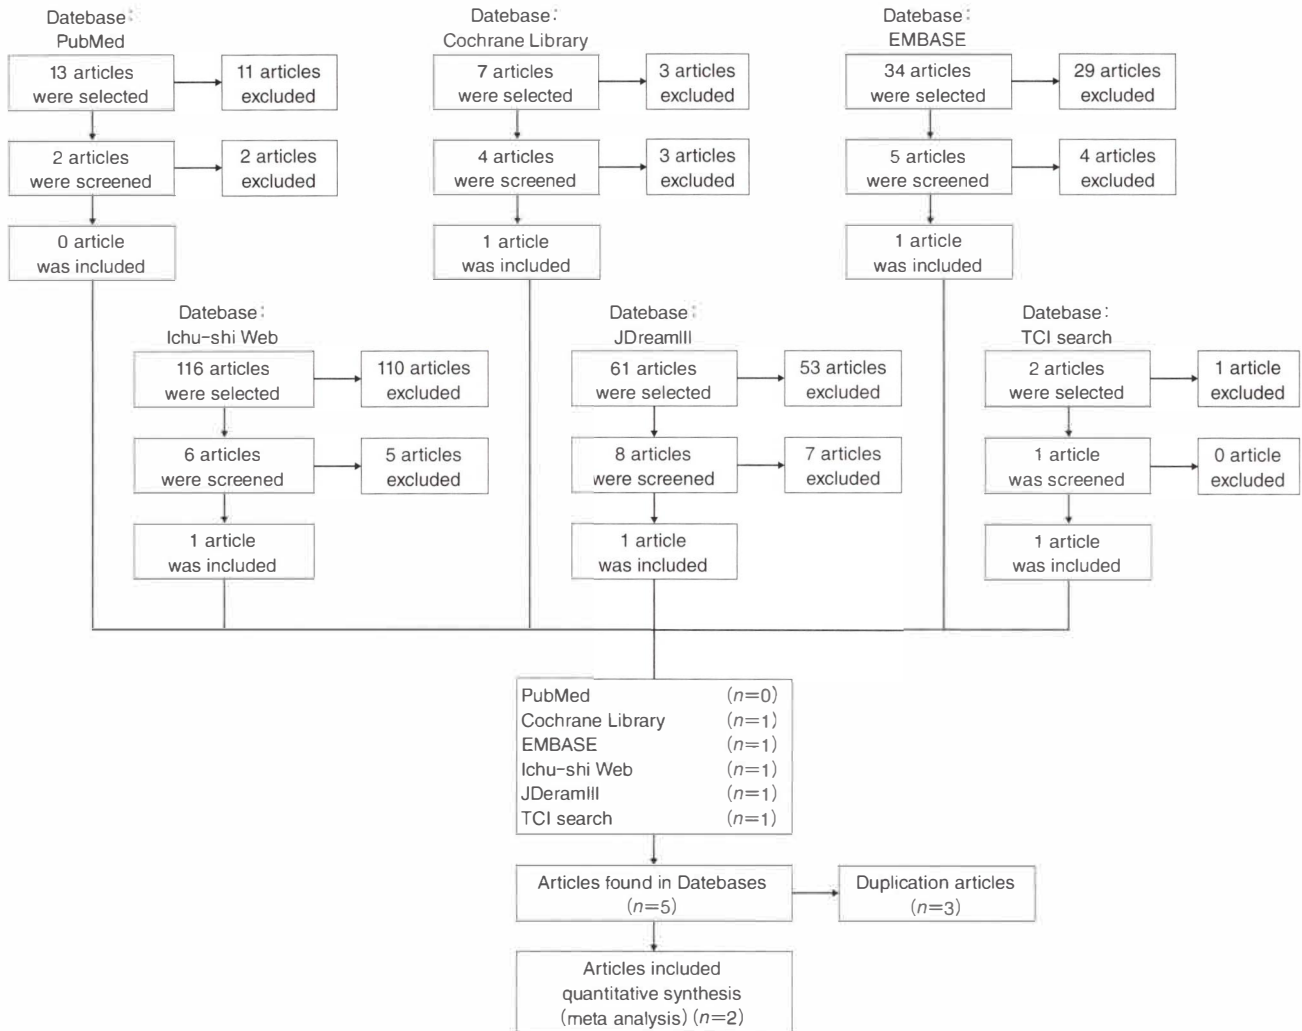 Datebase：
PubMed
13 articles
were selected
11 articles
excluded
2 articles
were screened
2 articles
excluded
0 article
was included
Datebase：
Cochrane Library
7 articles
were selected
3 articles
excluded
4 articles
were screened
3 articles
excluded
1 article
was included
Datebase：
EMBASE
34 articles
were selected
29 articles
excluded
5 articles
were screened
4 articles
excluded
1 article
was included
Datebase：
Ichu-shi Web
116 articles
were selected
110 articles
excluded
6 articles
were screened
5 articles
excluded
1 article
was included
Datebase：
JDreamIII
61 articles
were selected
53 articles
excluded
8 articles
were screened
7 articles
excluded
1 article
was included
Datebase：
TCI search
2 articles
were selected
1 article
excluded
1 article
was screened
0 article
excluded
1 article
was included
PubMed (n=0)
Cochrane Library (n=1)
EMBASE (n=1)
Ichu-shi Web (n=1)
JDeramIII (n=1)
TCI search (n=1)
Articles found in Datebases
(n=5)
Duplication articles
(n=3)
Articles included
quantitative synthesis
(meta analysis) (n=2)